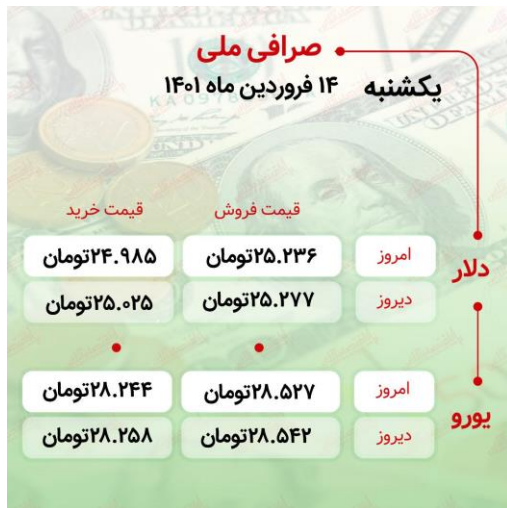 صرافی ملی
یکشنبه ۱۴ فروردین ماه ۱۴۰۱
قیمت فروش قیمت خرید
دلار
امروز ۲۵.۲۳۶تومان ۲۴.۹۸۵تومان
دیروز ۲۵.۲۷۷تومان ۲۵.۰۲۵تومان
یورو
امروز ۲۸.۵۲۷تومان ۲۸.۲۴۴تومان
دیروز ۲۸.۵۴۲تومان ۲۸.۲۵۸تومان